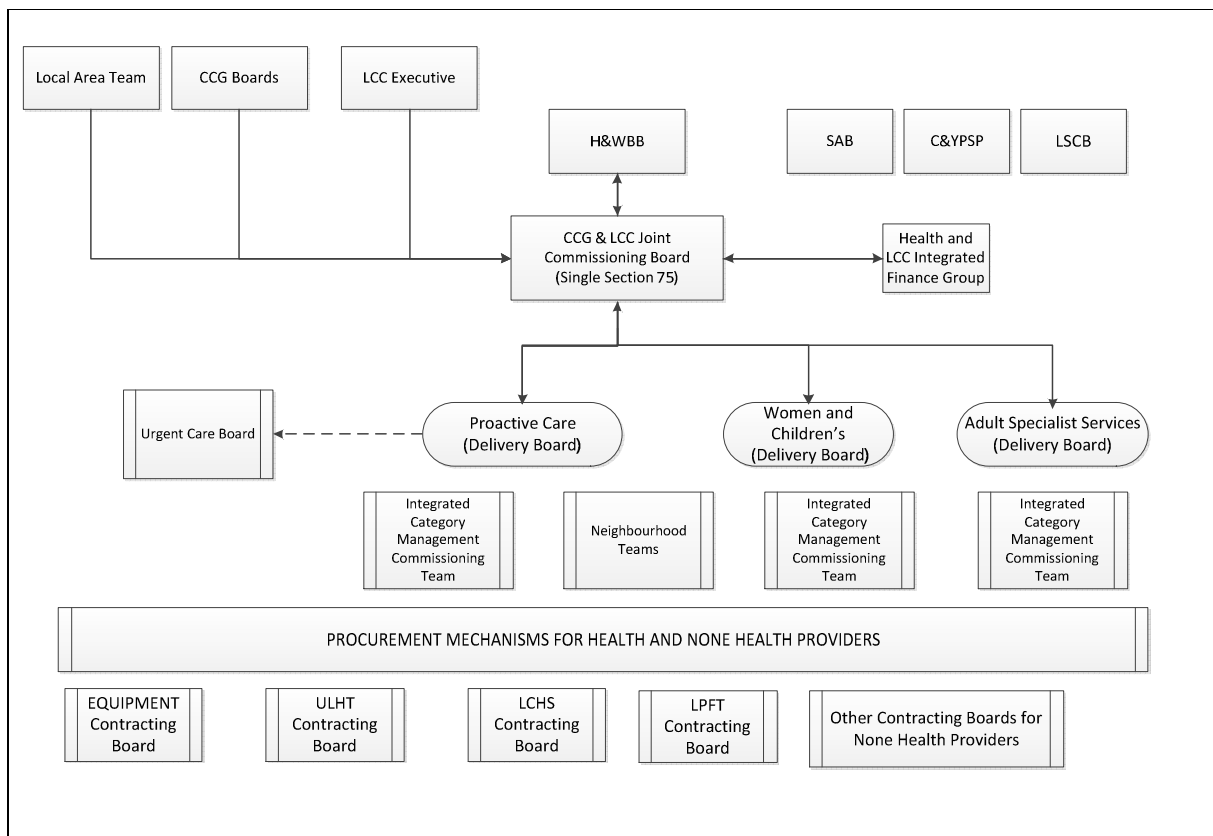 Local Area Team
CCG Boards
LCC Executive
H&WBB
SAB
C&YPSP
LSCB
CCG & LCC Joint
Commissioning Board
(Single Section 75)
Health and
LCC Integrated
Finance Group
Urgent Care Board
Proactive Care
(Delivery Board)
Women and
Children's
(Delivery Board)
Adult Specialist Services
(Delivery Board)
Integrated
Category
Management
Commissioning
Team
Neighbourhood
Teams
Integrated
Category
Management
Commissioning
Team
Integrated
Category
Management
Commissioning
Team
PROCUREMENT MECHANISMS FOR HEALTH AND NONE HEALTH PROVIDERS
EQUIPMENT
Contracting
Board
ULHT
Contracting
Board
LCHS
Contracting
Board
LPFT
Contracting
Board
Other Contracting Boards for
None Health Providers